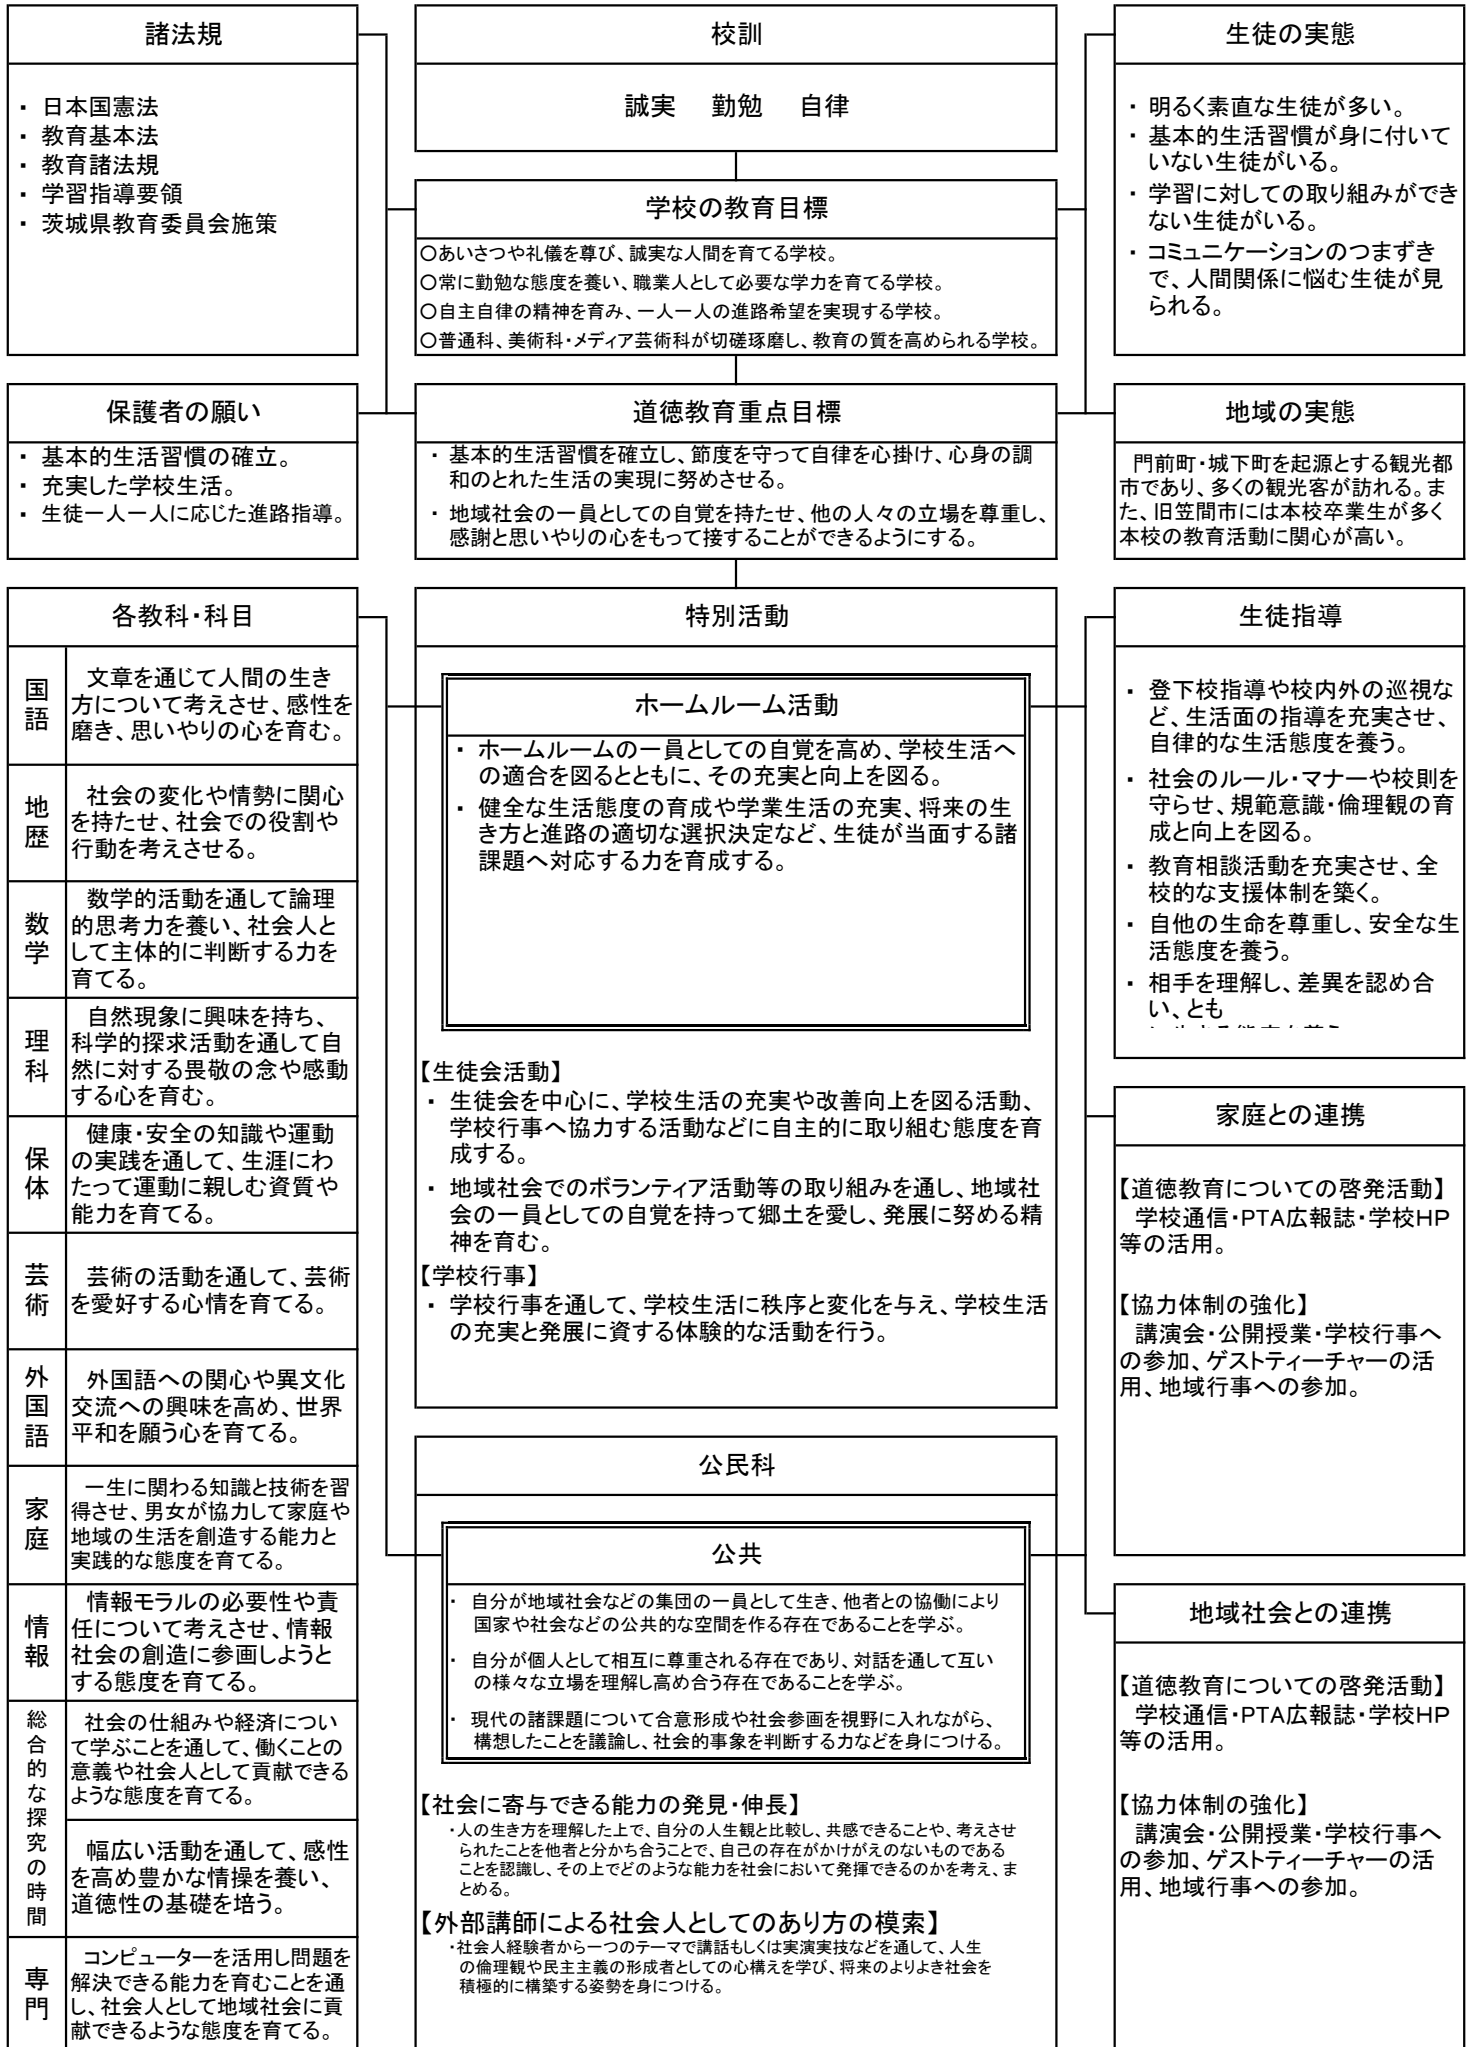 諸法規
・ 日本国憲法
・ 教育基本法
・ 教育諸法規
・ 学習指導要領
・ 茨城県教育委員会施策
校訓
誠実 勤勉 自律
生徒の実態
・ 明るく素直な生徒が多い。
・ 基本的生活習慣が身に付いて
いない生徒がいる。
・ 学習に対しての取り組みができ
ない生徒がいる。
・ コミュニケーションのつまずき
で、人間関係に悩む生徒が見
られる。
学校の教育目標
〇あいさつや礼儀を尊び、誠実な人間を育てる学校。
〇常に勤勉な態度を養い、職業人として必要な学力を育てる学校。
〇自主自律の精神を育み、一人一人の進路希望を実現する学校。
〇普通科、美術科・メディア芸術科が切磋琢磨し、教育の質を高められる学校。
保護者の願い
・ 基本的生活習慣の確立。
・ 充実した学校生活。
・ 生徒一人一人に応じた進路指導。
道徳教育重点目標
・ 基本的生活習慣を確立し、節度を守って自律を心掛け、心身の調
和のとれた生活の実現に努めさせる。
・ 地域社会の一員としての自覚を持たせ、他の人々の立場を尊重し、
感謝と思いやりの心をもって接することができるようにする。
地域の実態
門前町・城下町を起源とする観光都
市であり、多くの観光客が訪れる。ま
た、旧笠間市には本校卒業生が多く
本校の教育活動に関心が高い。
各教科・科目
国語
文章を通じて人間の生き
方について考えさせ、感性を
磨き、思いやりの心を育む。
地歴
社会の変化や情勢に関心
を持たせ、社会での役割や
行動を考えさせる。
数学
数学的活動を通して論理
的思考力を養い、社会人と
して主体的に判断する力を
育てる。
理科
自然現象に興味を持ち、
科学的探求活動を通して自
然に対する畏敬の念や感動
する心を育む。
保体
健康・安全の知識や運動
の実践を通して、生涯にわ
たって運動に親しむ資質や
能力を育てる。
芸術
芸術の活動を通して、芸術
を愛好する心情を育てる。
外国語
外国語への関心や異文化
交流への興味を高め、世界
平和を願う心を育てる。
家庭
一生に関わる知識と技術を習
得させ、男女が協力して家庭や
地域の生活を創造する能力と
実践的な態度を育てる。
情報
情報モラルの必要性や責
任について考えさせ、情報
社会の創造に参画しようと
する態度を育てる。
総合的な探究の時間
社会の仕組みや経済につい
て学ぶことを通して、働くことの
意義や社会人として貢献できる
ような態度を育てる。
幅広い活動を通して、感性
を高め豊かな情操を養い、
道徳性の基礎を培う。
専門
コンピューターを活用し問題を
解決できる能力を育むことを通
し、社会人として地域社会に貢
献できるような態度を育てる。
特別活動
ホームルーム活動
・ ホームルームの一員としての自覚を高め、学校生活へ
の適合を図るとともに、その充実と向上を図る。
・ 健全な生活態度の育成や学業生活の充実、将来の生
き方と進路の適切な選択決定など、生徒が当面する諸
課題へ対応する力を育成する。
【生徒会活動】
・ 生徒会を中心に、学校生活の充実や改善向上を図る活動、
学校行事へ協力する活動などに自主的に取り組む態度を育
成する。
・ 地域社会でのボランティア活動等の取り組みを通し、地域社
会の一員としての自覚を持って郷土を愛し、発展に努める精
神を育む。
【学校行事】
・ 学校行事を通して、学校生活に秩序と変化を与え、学校生活
の充実と発展に資する体験的な活動を行う。
公民科
公共
・ 自分が地域社会などの集団の一員として生き、他者との協働により
国家や社会などの公共的な空間を作る存在であることを学ぶ。
・ 自分が個人として相互に尊重される存在であり、対話を通して互い
の様々な立場を理解し高め合う存在であることを学ぶ。
・ 現代の諸課題について合意形成や社会参画を視野に入れながら、
構想したことを議論し、社会的事象を判断する力などを身につける。
【社会に寄与できる能力の発見・伸長】
・人の生き方を理解した上で、自分の人生観と比較し、共感できることや、考えさせ
られたことを他者と分かち合うことで、自己の存在がかけがえのないものである
ことを認識し、その上でどのような能力を社会において発揮できるのかを考え、ま
とめる。
【外部講師による社会人としてのあり方の模索】
・社会人経験者から一つのテーマで講話もしくは実演実技などを通して、人生
の倫理観や民主主義の形成者としての心構えを学び、将来のよりよき社会を
積極的に構築する姿勢を身につける。
生徒指導
・ 登下校指導や校内外の巡視な
ど、生活面の指導を充実させ、
自律的な生活態度を養う。
・ 社会のルール・マナーや校則を
守らせ、規範意識・倫理観の育
成と向上を図る。
・ 教育相談活動を充実させ、全
校的な支援体制を築く。
・ 自他の生命を尊重し、安全な生
活態度を養う。
・ 相手を理解し、差異を認め合
い、とも
家庭との連携
【道徳教育についての啓発活動】
学校通信・PTA広報誌・学校HP
等の活用。
【協力体制の強化】
講演会・公開授業・学校行事へ
の参加、ゲストティーチャーの活
用、地域行事への参加。
地域社会との連携
【道徳教育についての啓発活動】
学校通信・PTA広報誌・学校HP
等の活用。
【協力体制の強化】
講演会・公開授業・学校行事へ
の参加、ゲストティーチャーの活
用、地域行事への参加。